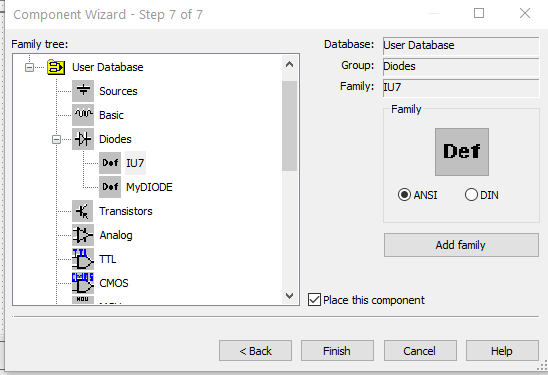 Component Wizard - Step 7 of 7
Family tree:
User Database
Sources
Basic
Diodes
Def IU7
Def MyDIODE
Transistors
Analog
TTL
CMOS
Database: User Database
Group: Diodes
Family: IU7
Family
Def
ANSI DIN
Add family
Place this component
< Back Finish Cancel Help